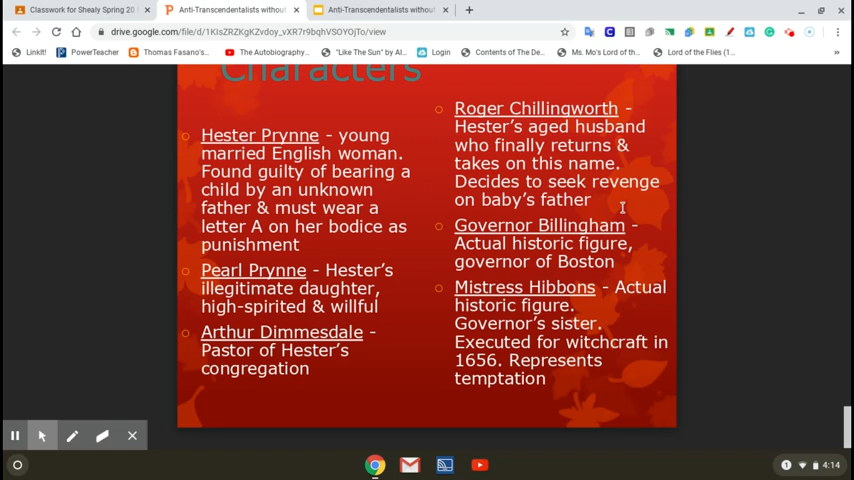 Classwork for Shealy Spring 20
Anti-Transcendentalists withou
Anti-Transcendentalists withou
drive.google.com/file/d/1KIsZRZKgKZvdoy_vXR7r9bqhVSOYOjTo/view
LinkIt!
PowerTeacher
Thomas Fasano's...
The Autobiography...
"Like The Sun" by Al...
Login
Contents of The De...
Ms. Mo's Lord of th...
Lord of the Flies (1...
Characters
Hester Prynne - young
married English woman.
Found guilty of bearing a
child by an unknown
father & must wear a
letter A on her bodice as
punishment
Pearl Prynne - Hester's
illegitimate daughter,
high-spirited & willful
Arthur Dimmesdale -
Pastor of Hester's
congregation
Roger Chillingworth -
Hester's aged husband
who finally returns &
takes on this name.
Decides to seek revenge
on baby's father
Governor Billingham -
Actual historic figure,
governor of Boston
Mistress Hibbons - Actual
historic figure.
Governor's sister.
Executed for witchcraft in
1656. Represents
temptation
1
4:14